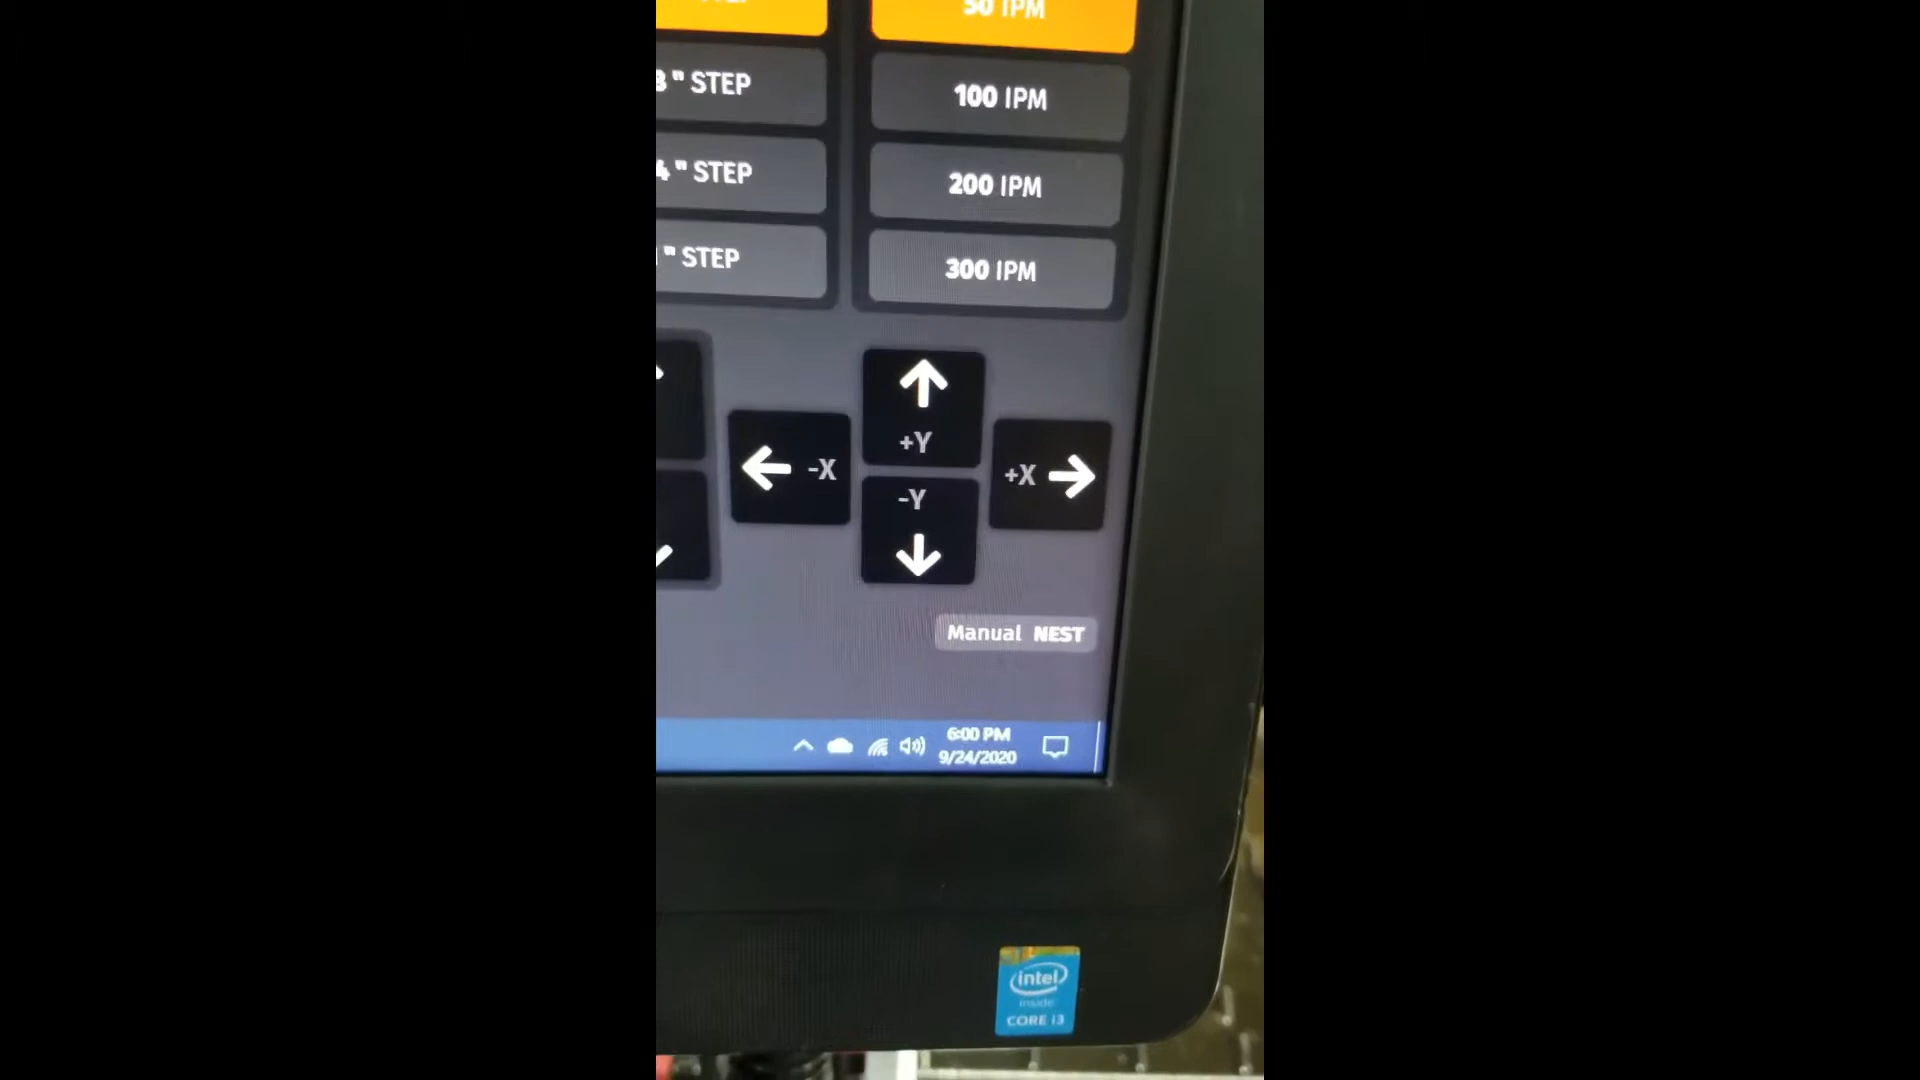 50 IPM
" STEP
100 IPM
" STEP
200 IPM
" STEP
300 IPM
+Y
-X
-Y
+X
Manual NEST
6:00 PM
9/24/2020
intel
inside
CORE i3